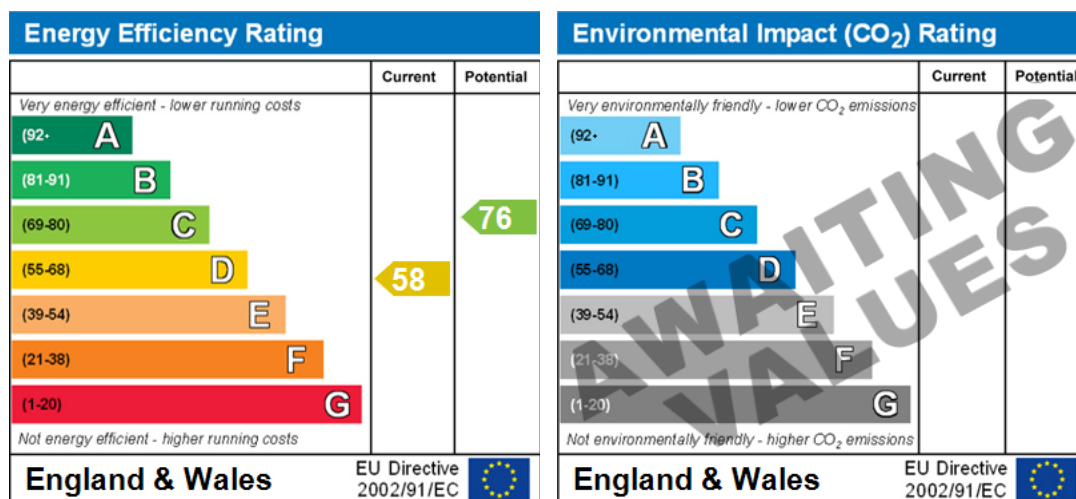 Energy Efficiency Rating
Current Potential
Very energy efficient - lower running costs
(92+ A
(81-91) B
(69-80) C
76
(55-68) D
58
(39-54) E
(21-38) F
(1-20) G
Not energy efficient - higher running costs
England & Wales
EU Directive
2002/91/EC
Environmental Impact (CO₂) Rating
Current Potential
Very environmentally friendly - lower CO₂ emissions
(92+ A
(81-91) B
(69-80) C
(55-68) D
(39-54) E
(21-38) F
(1-20) G
AWAITING
VALUES
Not environmentally friendly - higher CO₂ emissions
England & Wales
EU Directive
2002/91/EC